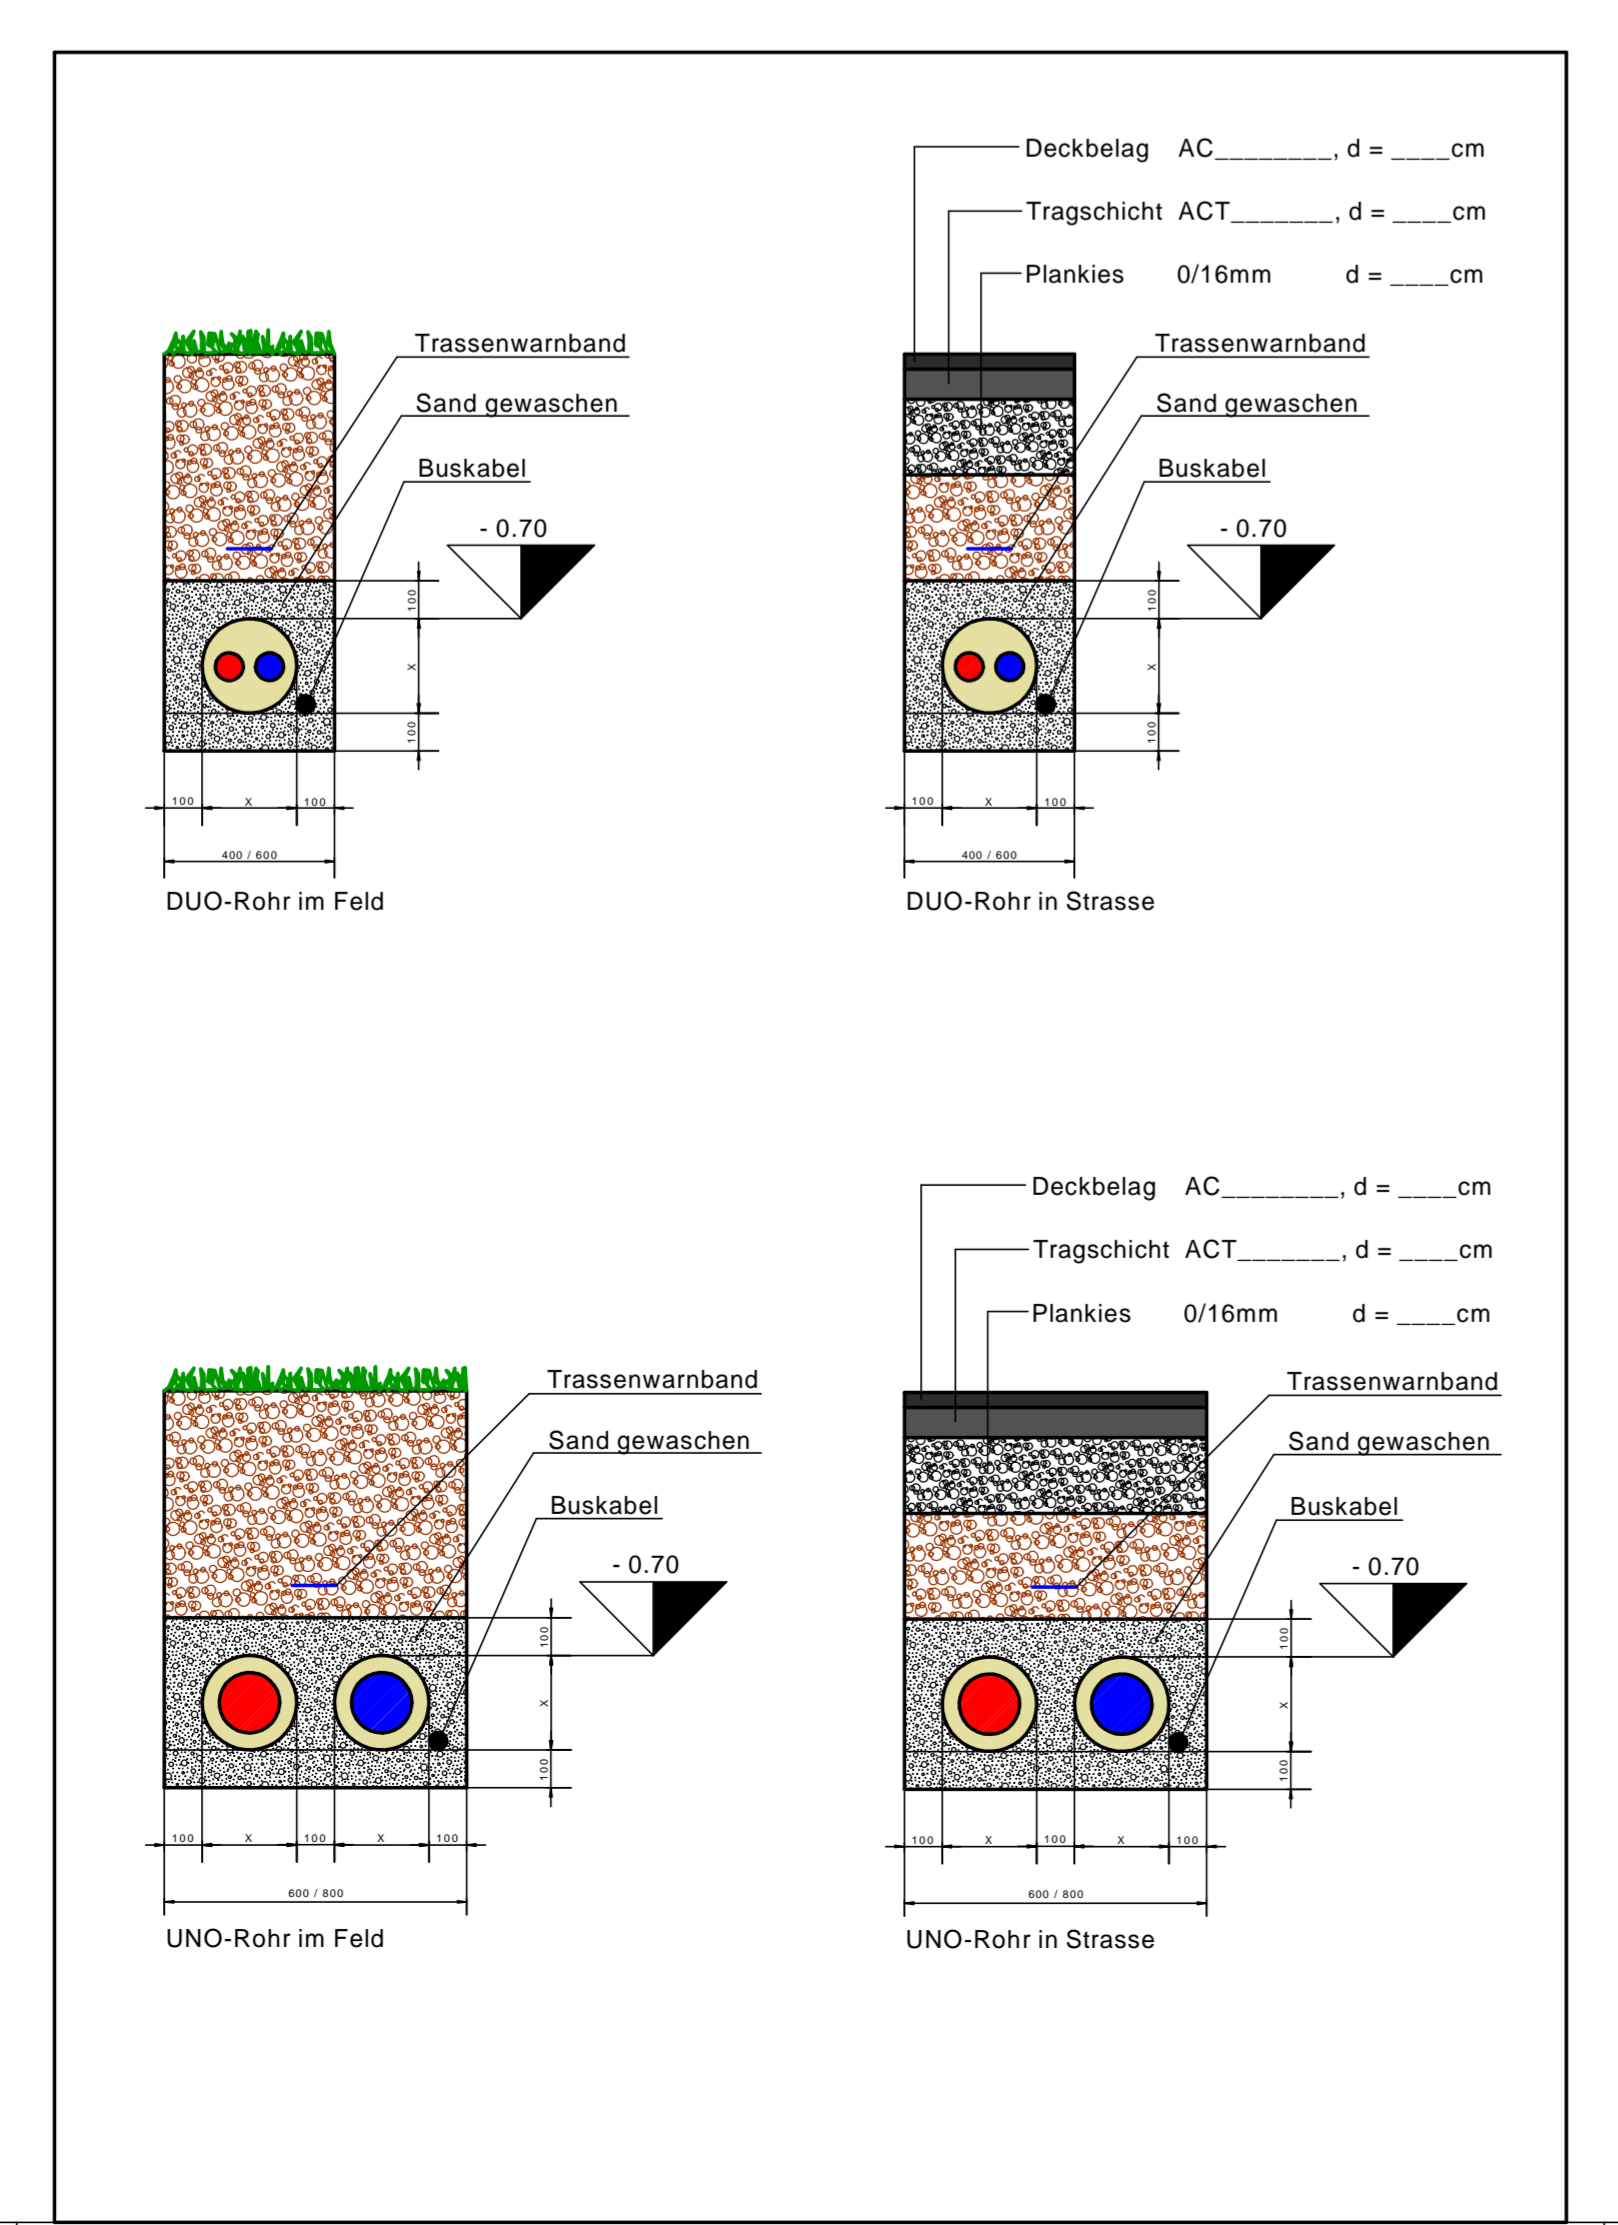 Deckbelag AC________, d = ____cm
Tragschicht ACT_______, d = ____cm
Plankies 0/16mm d = ____cm
Trassenwarnband
Sand gewaschen
Buskabel
- 0.70
100
X
100
100 X 100
400 / 600
DUO-Rohr im Feld
Trassenwarnband
Sand gewaschen
Buskabel
- 0.70
100
X
100
100 X 100
400 / 600
DUO-Rohr in Strasse
Deckbelag AC________, d = ____cm
Tragschicht ACT_______, d = ____cm
Plankies 0/16mm d = ____cm
Trassenwarnband
Sand gewaschen
Buskabel
- 0.70
100
X
100
100 X 100 X 100
600 / 800
UNO-Rohr im Feld
Trassenwarnband
Sand gewaschen
Buskabel
- 0.70
100
X
100
100 X 100 X 100
600 / 800
UNO-Rohr in Strasse